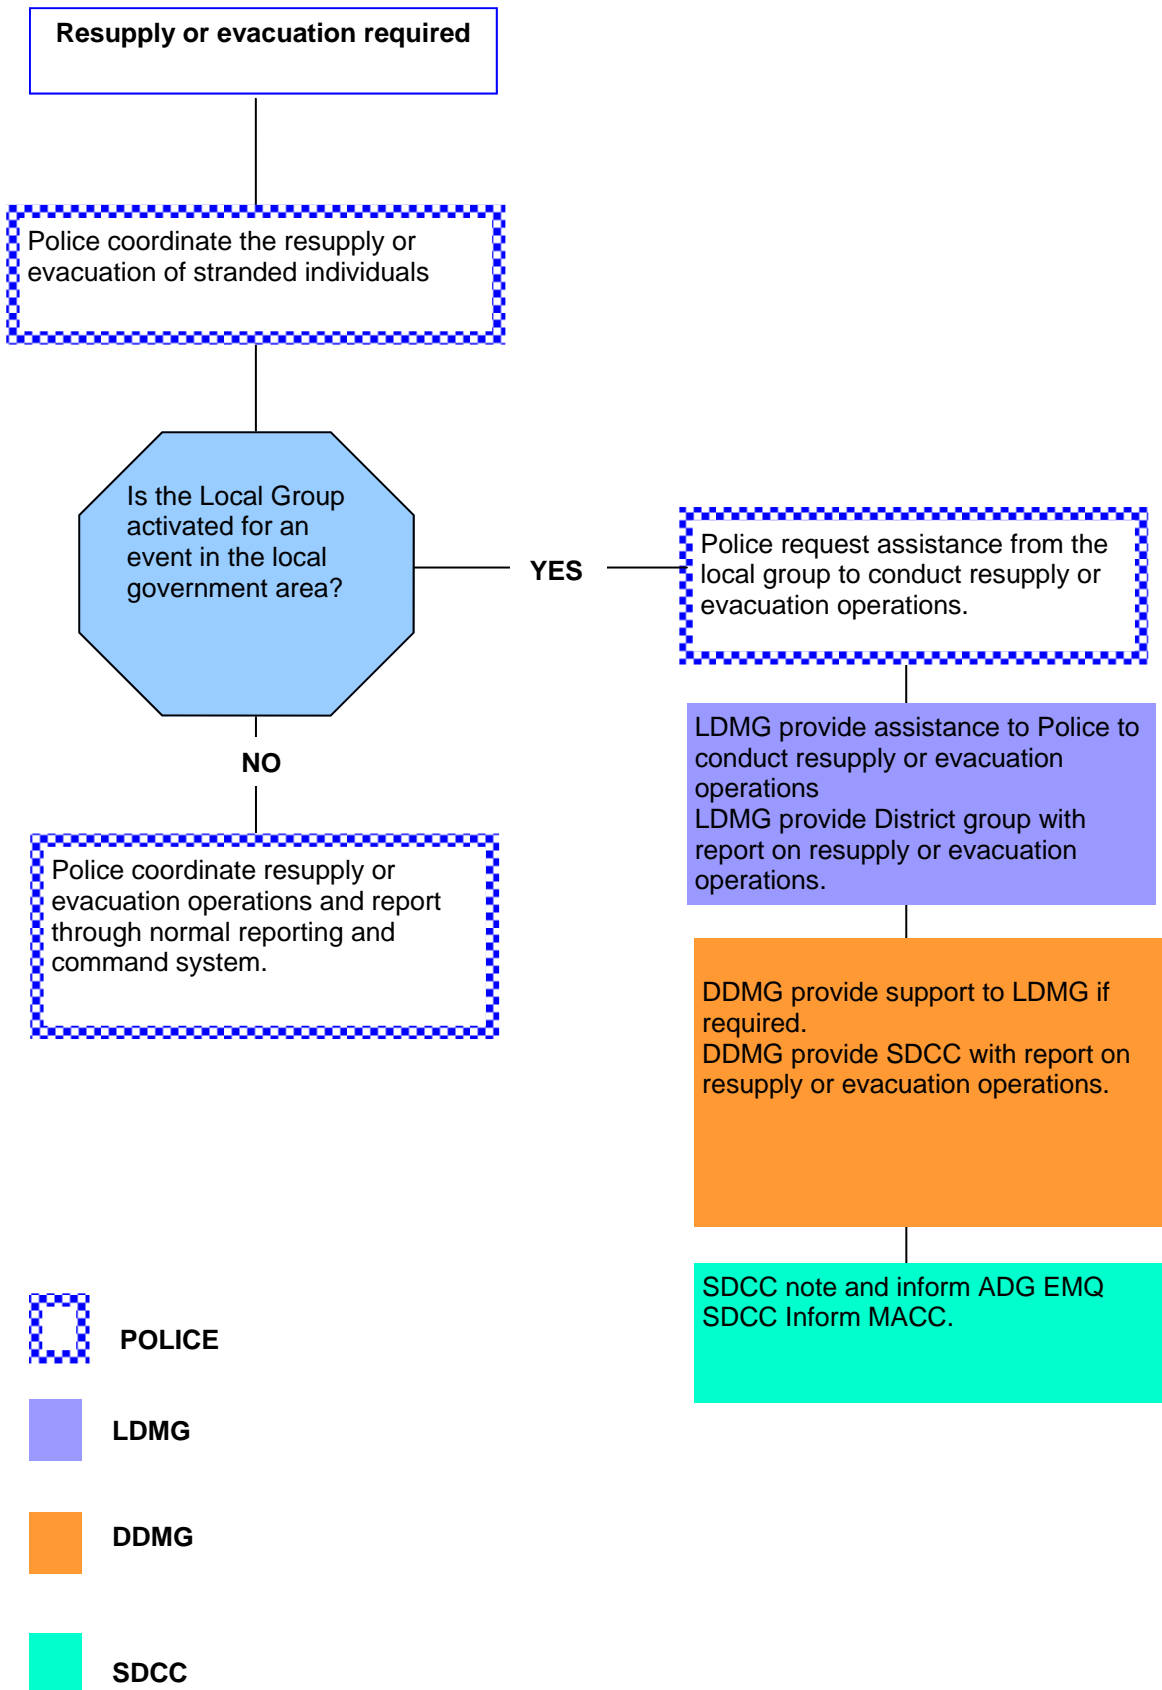 Resupply or evacuation required
Police coordinate the resupply or
evacuation of stranded individuals
Is the Local Group
activated for an
event in the local
government area?
YES
Police request assistance from the
local group to conduct resupply or
evacuation operations.
NO
LDMG provide assistance to Police to
conduct resupply or evacuation
operations
LDMG provide District group with
report on resupply or evacuation
operations.
Police coordinate resupply or
evacuation operations and report
through normal reporting and
command system.
DDMG provide support to LDMG if
required.
DDMG provide SDCC with report on
resupply or evacuation operations.
SDCC note and inform ADG EMQ
SDCC Inform MACC.
POLICE
LDMG
DDMG
SDCC